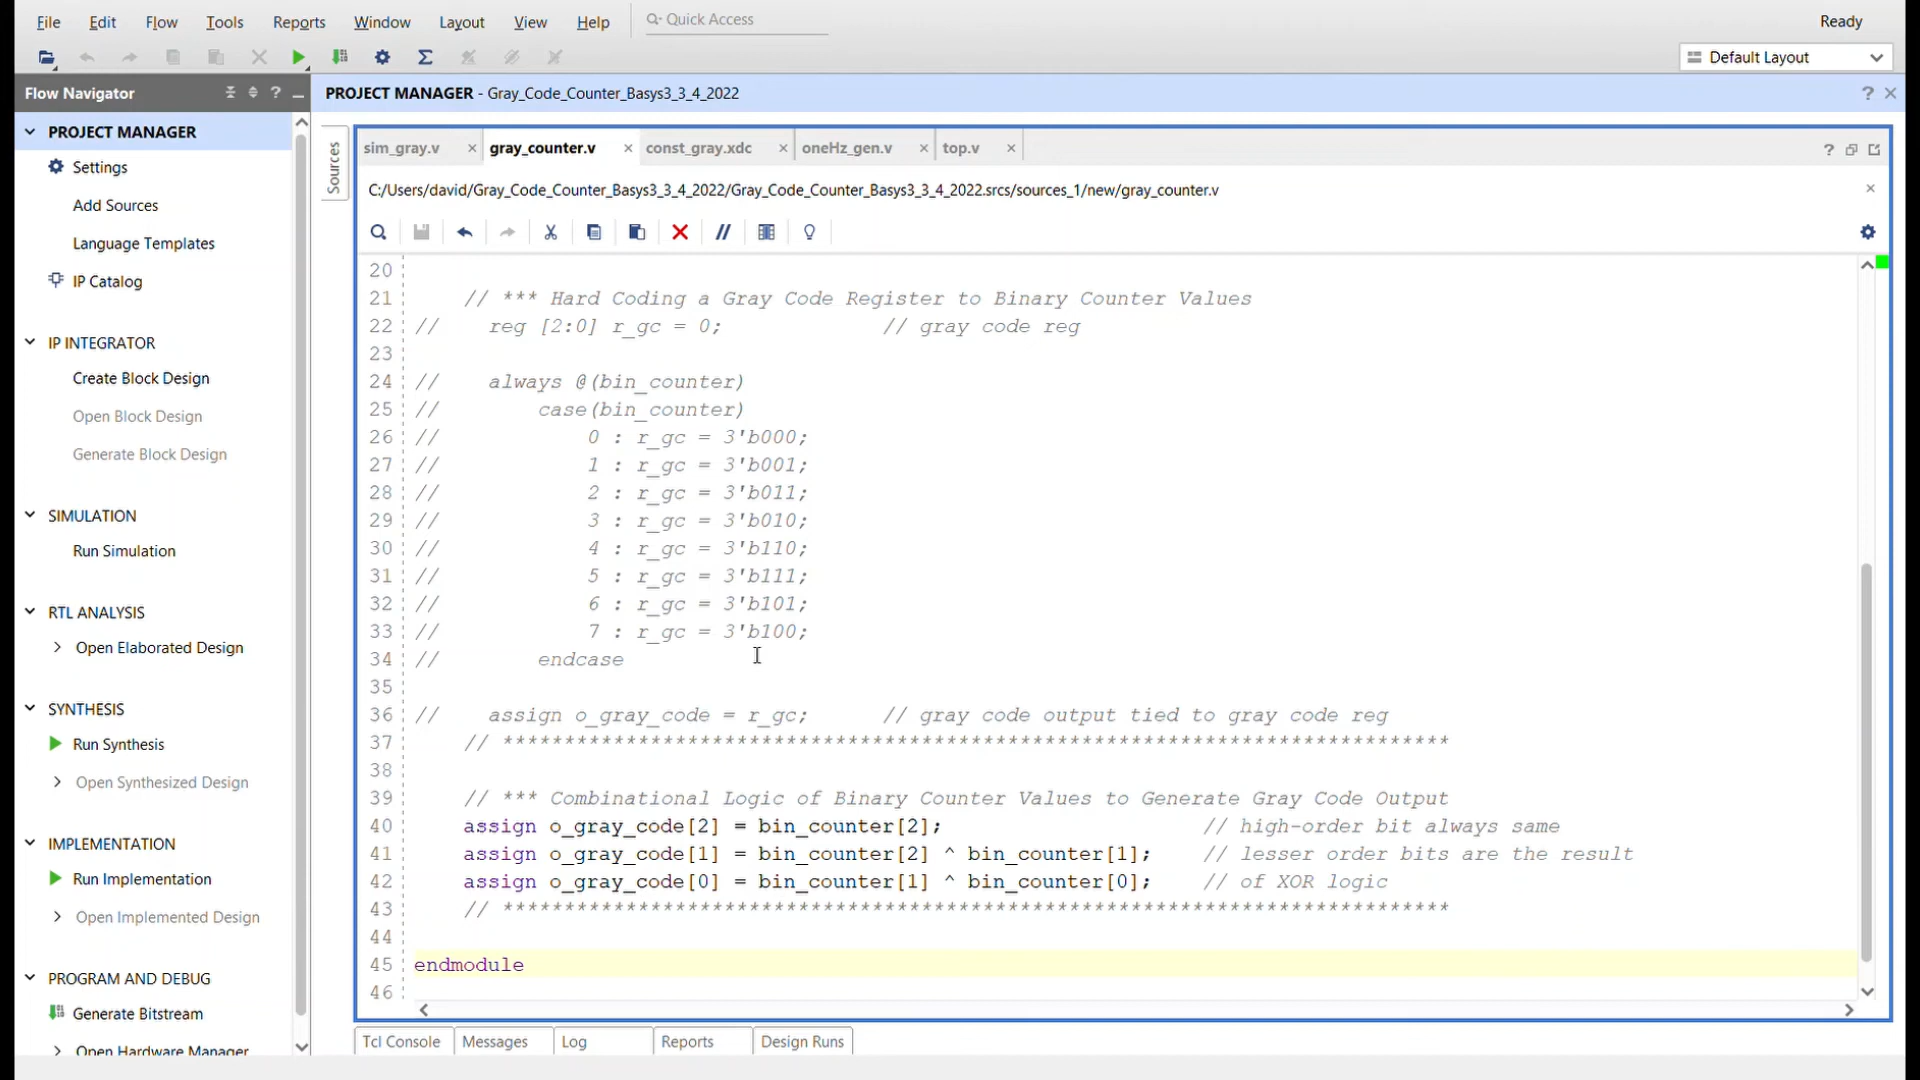 File Edit Flow Tools Reports Window Layout View Help Quick Access Ready
Default Layout
Flow Navigator ? _
PROJECT MANAGER - Gray_Code_Counter_Basys3_3_4_2022 ?
PROJECT MANAGER
Settings
Add Sources
Language Templates
IP Catalog
IP INTEGRATOR
Create Block Design
Open Block Design
Generate Block Design
SIMULATION
Run Simulation
RTL ANALYSIS
Open Elaborated Design
SYNTHESIS
Run Synthesis
Open Synthesized Design
IMPLEMENTATION
Run Implementation
Open Implemented Design
PROGRAM AND DEBUG
Generate Bitstream
Open Hardware Manager
Sources
sim_gray.v gray_counter.v const_gray.xdc oneHz_gen.v top.v ?
C:/Users/david/Gray_Code_Counter_Basys3_3_4_2022/Gray_Code_Counter_Basys3_3_4_2022.srcs/sources_1/new/gray_counter.v
20
21 // *** Hard Coding a Gray Code Register to Binary Counter Values
22 // reg [2:0] r_gc = 0; // gray code reg
23
24 // always @(bin_counter)
25 // case(bin_counter)
26 // 0 : r_gc = 3'b000;
27 // 1 : r_gc = 3'b001;
28 // 2 : r_gc = 3'b011;
29 // 3 : r_gc = 3'b010;
30 // 4 : r_gc = 3'b110;
31 // 5 : r_gc = 3'b111;
32 // 6 : r_gc = 3'b101;
33 // 7 : r_gc = 3'b100;
34 // endcase
35
36 // assign o_gray_code = r_gc; // gray code output tied to gray code reg
37 // *****************************************************************************
38
39 // *** Combinational Logic of Binary Counter Values to Generate Gray Code Output
40 assign o_gray_code[2] = bin_counter[2]; // high-order bit always same
41 assign o_gray_code[1] = bin_counter[2] ^ bin_counter[1]; // lesser order bits are the result
42 assign o_gray_code[0] = bin_counter[1] ^ bin_counter[0]; // of XOR logic
43 // *****************************************************************************
44
45 endmodule
46
Tcl Console Messages Log Reports Design Runs